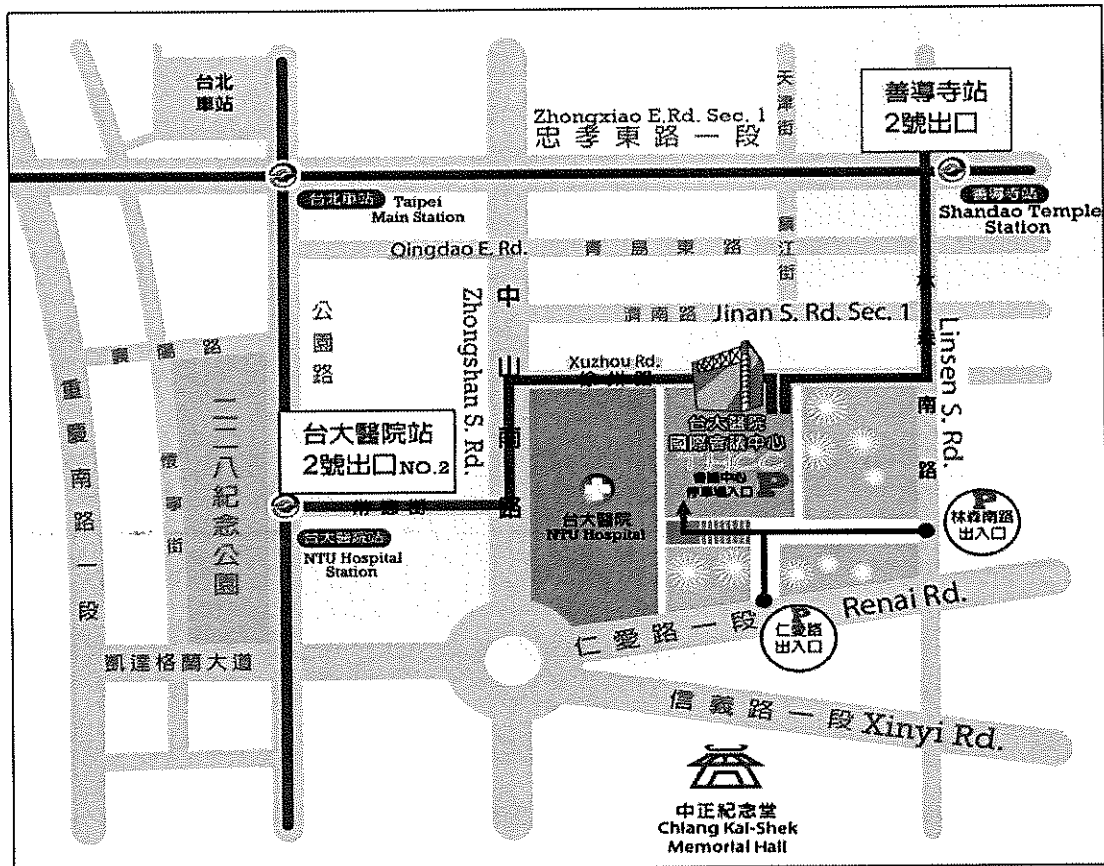 台北
車站
天津街
善導寺站
2號出口
Zhongxiao E.Rd. Sec. 1
忠孝東路一段
台北車站
Taipei
Main Station
善導寺站
Shandao Temple
Station
Qingdao E. Rd.
青島東路
鎮江街
公園路
Zhongshan S. Rd.
中山南路
濟南路 Jinan S. Rd. Sec. 1
林森南路
Linsen S. Rd.
襄陽路
Xuzhou Rd.
徐州路
重慶南路一段
懷寧街
二二八紀念公園
台大醫院站
2號出口NO.2
常德街
台大醫院站
NTU Hospital
Station
台大醫院
國際會議中心
會議中心
停車場入口 P
台大醫院
NTU Hospital
P
林森南路
出入口
仁愛路一段 Renai Rd.
P
仁愛路
出入口
凱達格蘭大道
信義路一段 Xinyi Rd.
中正紀念堂
Chiang Kai-Shek
Memorial Hall